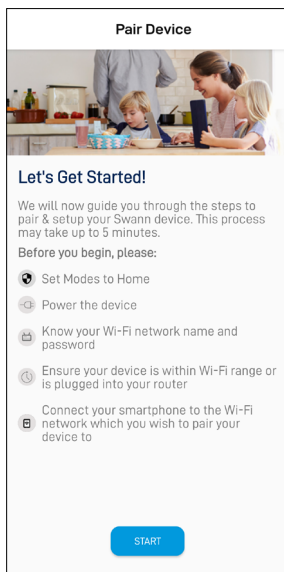 Pair Device
Let's Get Started!
We will now guide you through the steps to
pair & setup your Swann device. This process
may take up to 5 minutes.
Before you begin, please:
Set Modes to Home
Power the device
Know your Wi-Fi network name and
password
Ensure your device is within Wi-Fi range or
is plugged into your router
Connect your smartphone to the Wi-Fi
network which you wish to pair your
device to
START